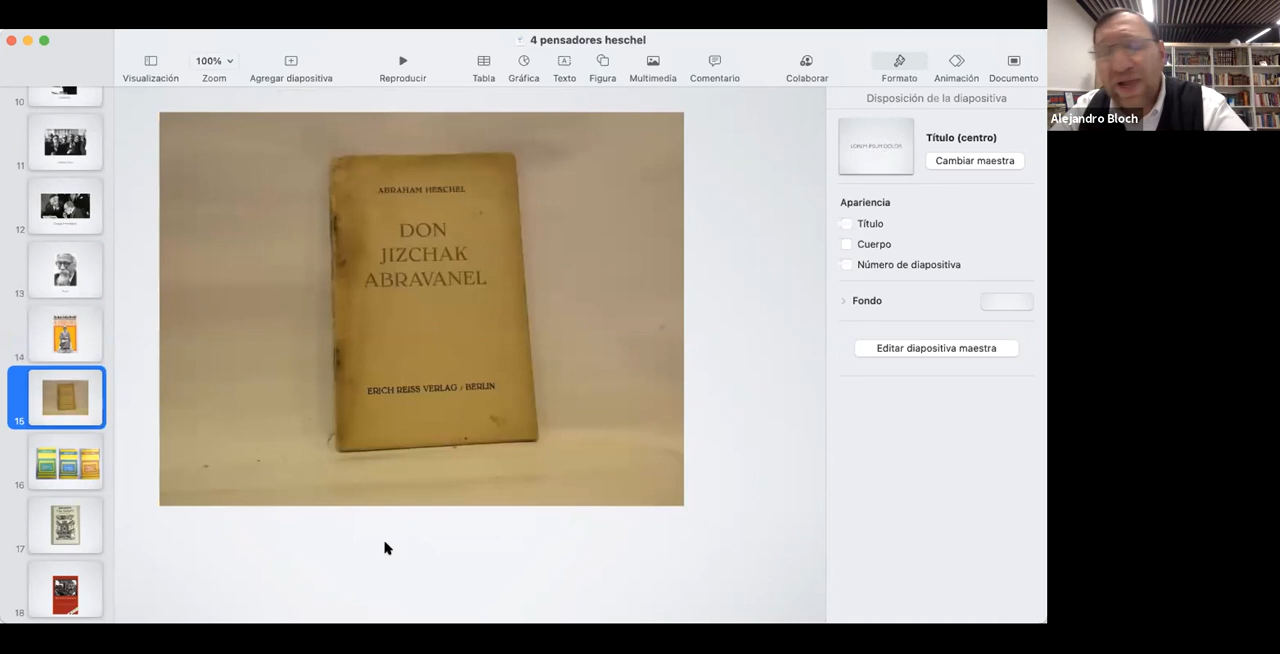 4 pensadores heschel
Visualización
100%
Zoom
Agregar diapositiva
Reproducir
Tabla
Gráfica
Texto
Figura
Multimedia
Comentario
Colaborar
Formato
Animación
Documento
Alejandro Bloch
Disposición de la diapositiva
LOREM IPSUM DOLOR
Título (centro)
Cambiar maestra
Apariencia
Título
Cuerpo
Número de diapositiva
Fondo
Editar diapositiva maestra
10
11
12
13
14
15
16
17
18
ABRAHAM HESCHEL
DON
JIZCHAK
ABRAVANEL
ERICH REISS VERLAG / BERLIN